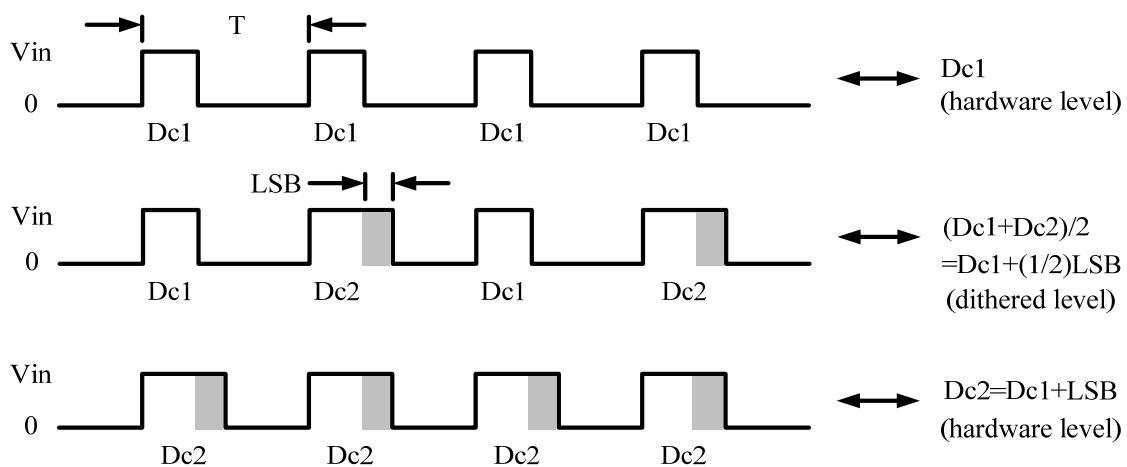 T
Vin
0
Dc1
Dc1
Dc1
Dc1
Dc1
(hardware level)
LSB
Vin
0
Dc1
Dc2
Dc1
Dc2
(Dc1+Dc2)/2
=Dc1+(1/2)LSB
(dithered level)
Vin
0
Dc2
Dc2
Dc2
Dc2
Dc2=Dc1+LSB
(hardware level)